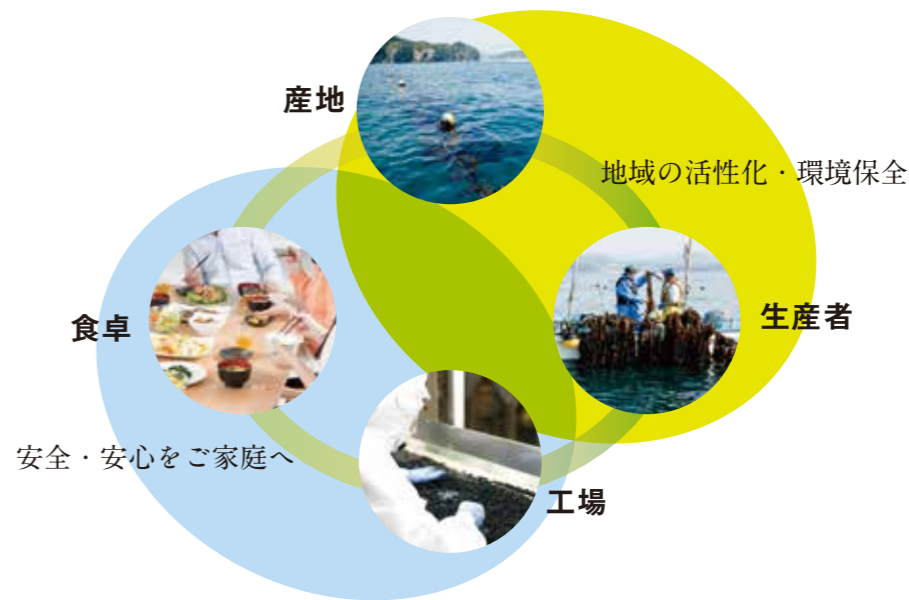 産地
地域の活性化・環境保全
生産者
食卓
安全・安心をご家庭へ
工場